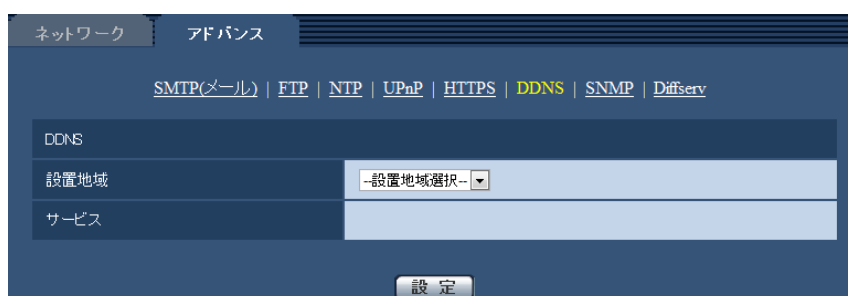 ネットワーク アドバンス
SMTP(メール) | FTP | NTP | UPnP | HTTPS | DDNS | SNMP | Diffserv
DDNS
設置地域 --設置地域選択--
サービス
設 定